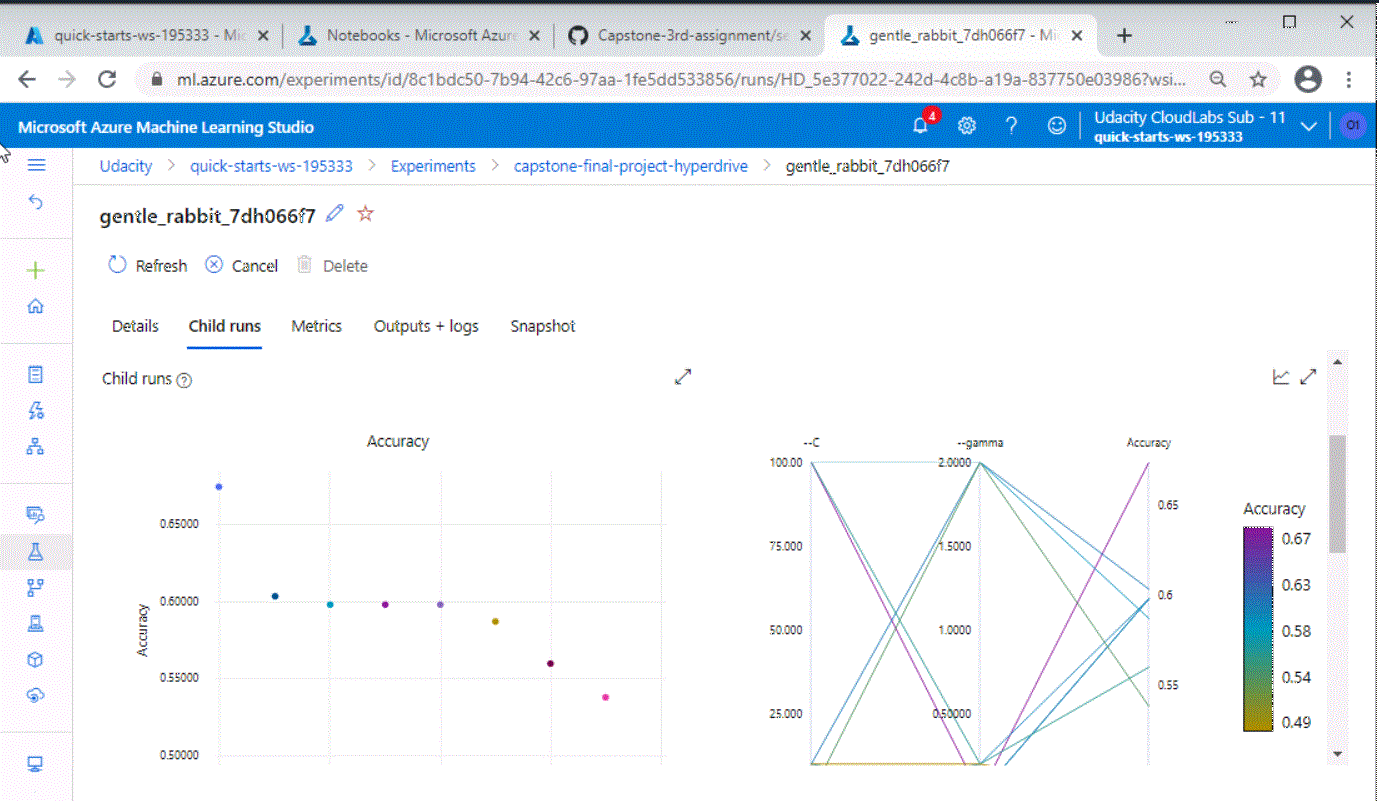 quick-starts-ws-195333 - Mic
Notebooks - Microsoft Azure
Capstone-3rd-assignment/se
gentle_rabbit_7dh066f7 - Mi
ml.azure.com/experiments/id/8c1bdc50-7b94-42c6-97aa-1fe5dd533856/runs/HD_5e377022-242d-4c8b-a19a-837750e03986?wsi...
Microsoft Azure Machine Learning Studio
4
Udacity CloudLabs Sub - 11
quick-starts-ws-195333
O1
Udacity > quick-starts-ws-195333 > Experiments > capstone-final-project-hyperdrive > gentle_rabbit_7dh066f7
gentle_rabbit_7dh066f7
Refresh Cancel Delete
Details Child runs Metrics Outputs + logs Snapshot
Child runs
Accuracy
Accuracy
0.65000
0.60000
0.55000
0.50000
--C
100.00
75.000
50.000
25.000
--gamma
2.0000
1.5000
1.0000
0.50000
Accuracy
0.65
0.6
0.55
Accuracy
0.67
0.63
0.58
0.54
0.49